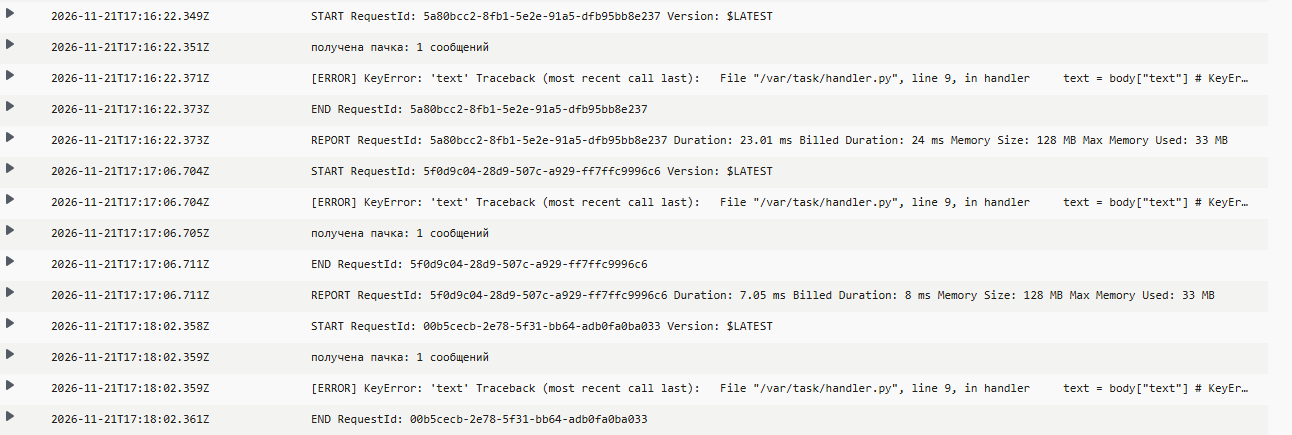 2026-11-21T17:16:22.349Z START RequestId: 5a80bcc2-8fb1-5e2e-91a5-dfb95bb8e237 Version: $LATEST
2026-11-21T17:16:22.351Z получена пачка: 1 сообщений
2026-11-21T17:16:22.371Z [ERROR] KeyError: 'text' Traceback (most recent call last): File "/var/task/handler.py", line 9, in handler text = body["text"] # KeyEr…
2026-11-21T17:16:22.373Z END RequestId: 5a80bcc2-8fb1-5e2e-91a5-dfb95bb8e237
2026-11-21T17:16:22.373Z REPORT RequestId: 5a80bcc2-8fb1-5e2e-91a5-dfb95bb8e237 Duration: 23.01 ms Billed Duration: 24 ms Memory Size: 128 MB Max Memory Used: 33 MB
2026-11-21T17:17:06.704Z START RequestId: 5f0d9c04-28d9-507c-a929-ff7ffc9996c6 Version: $LATEST
2026-11-21T17:17:06.704Z [ERROR] KeyError: 'text' Traceback (most recent call last): File "/var/task/handler.py", line 9, in handler text = body["text"] # KeyEr…
2026-11-21T17:17:06.705Z получена пачка: 1 сообщений
2026-11-21T17:17:06.711Z END RequestId: 5f0d9c04-28d9-507c-a929-ff7ffc9996c6
2026-11-21T17:17:06.711Z REPORT RequestId: 5f0d9c04-28d9-507c-a929-ff7ffc9996c6 Duration: 7.05 ms Billed Duration: 8 ms Memory Size: 128 MB Max Memory Used: 33 MB
2026-11-21T17:18:02.358Z START RequestId: 00b5cecb-2e78-5f31-bb64-adb0fa0ba033 Version: $LATEST
2026-11-21T17:18:02.359Z получена пачка: 1 сообщений
2026-11-21T17:18:02.359Z [ERROR] KeyError: 'text' Traceback (most recent call last): File "/var/task/handler.py", line 9, in handler text = body["text"] # KeyEr…
2026-11-21T17:18:02.361Z END RequestId: 00b5cecb-2e78-5f31-bb64-adb0fa0ba033